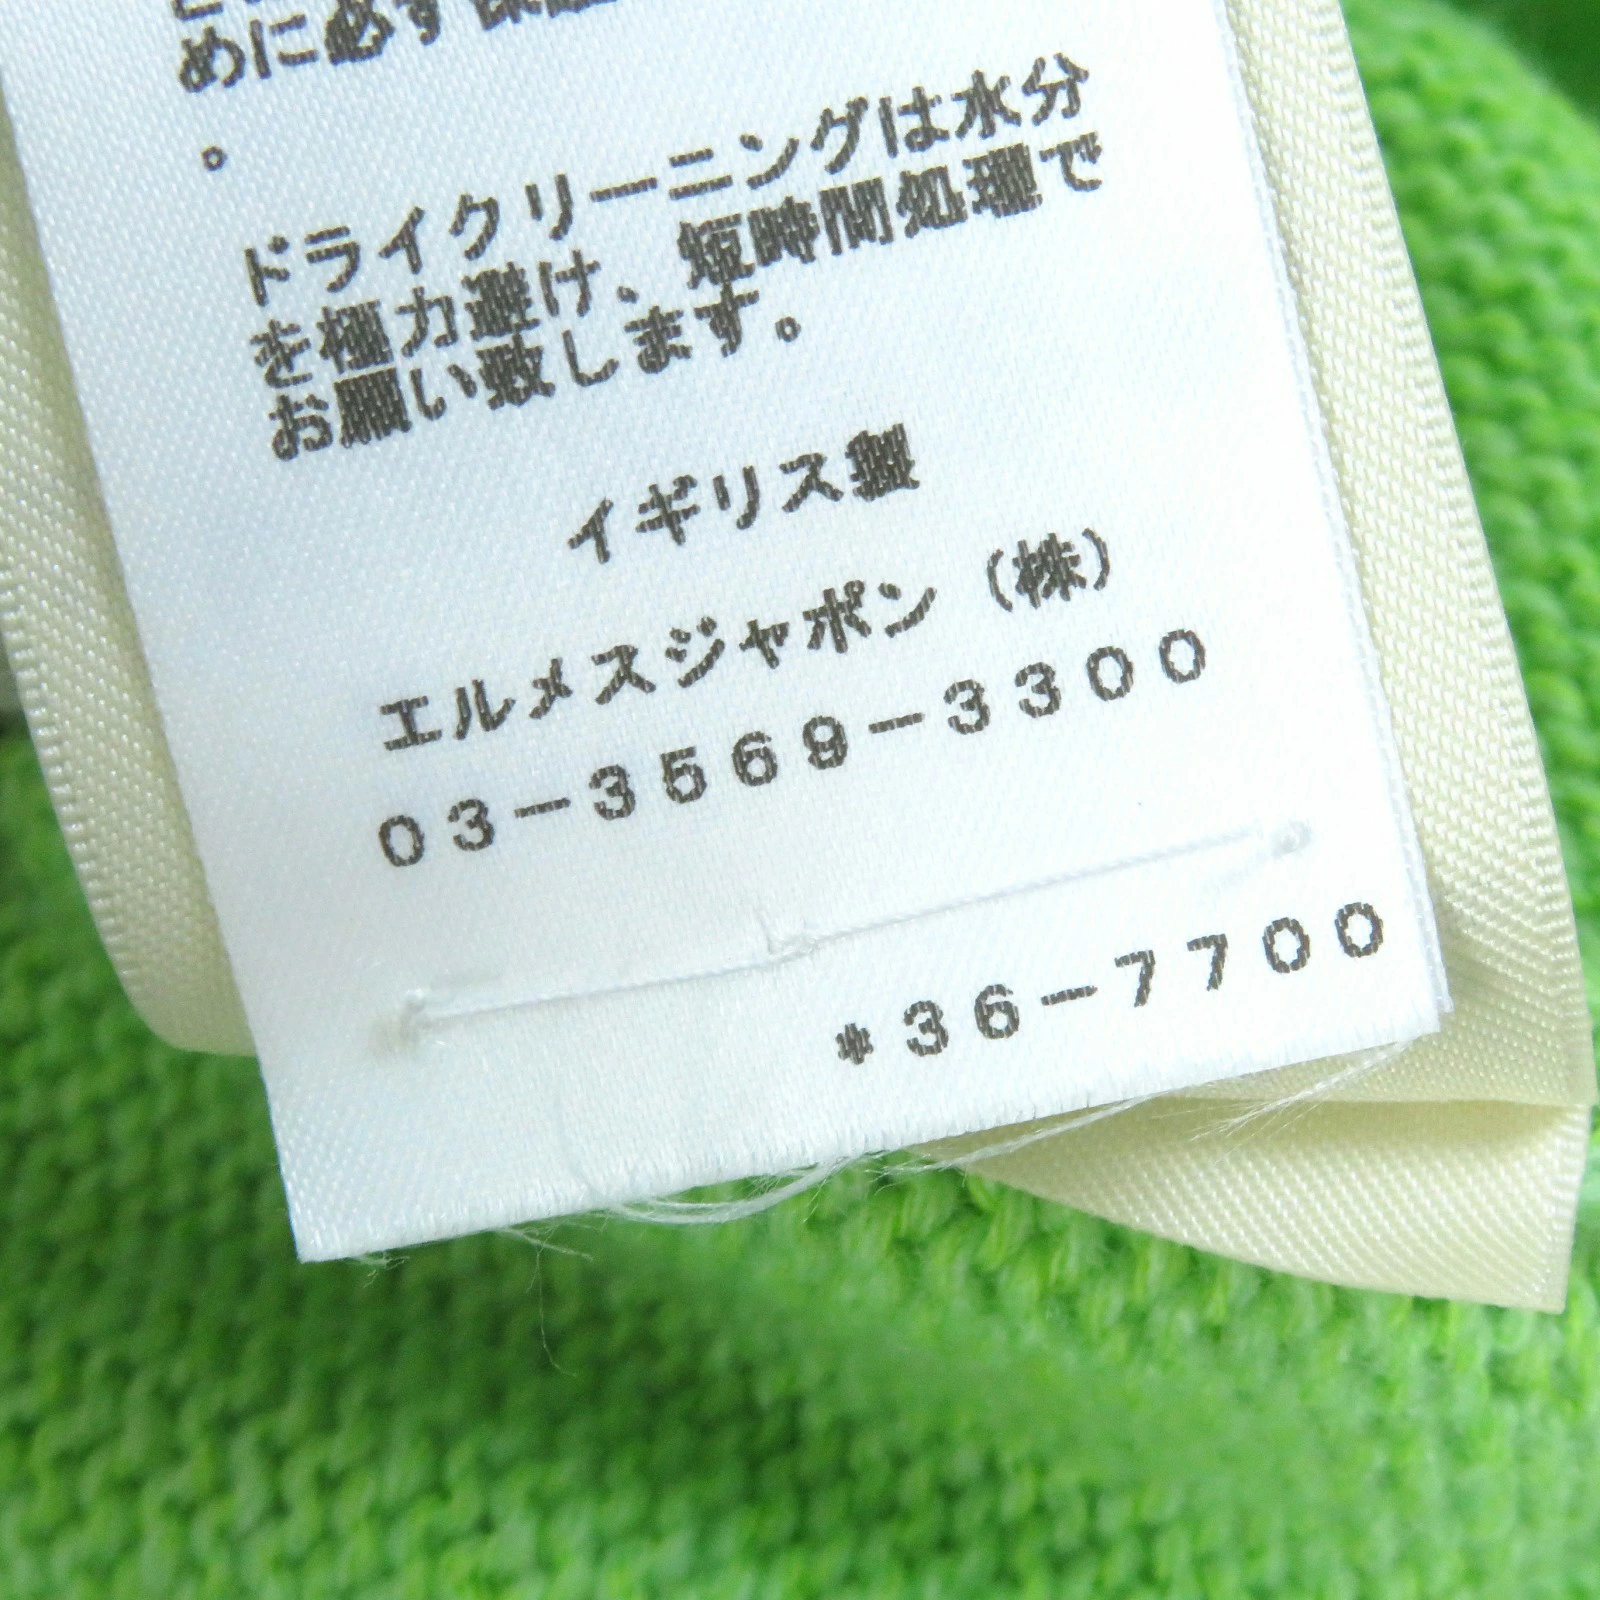 めに必ず
。
ドライクリーニングは水分
を極力避け、短時間処理で
お願い致します。
イギリス製
エルメスジャポン（株）
03-3569-3300
*36-7700